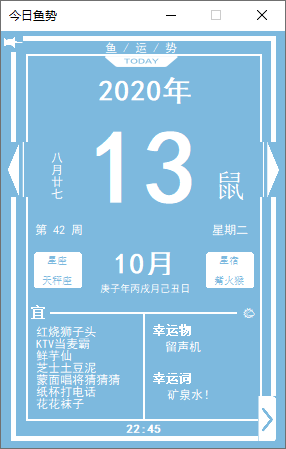 今日鱼势
鱼/运/势
TODAY
2020年
八月廿七
13
鼠
第 42 周
星期二
星座
天秤座
10月
庚子年丙戌月己丑日
星宿
觜火猴
宜
红烧狮子头
KTV当麦霸
鲜芋仙
芝士土豆泥
蒙面唱将猜猜猜
纸杯打电话
花花袜子
幸运物
留声机
幸运词
矿泉水!
22:45